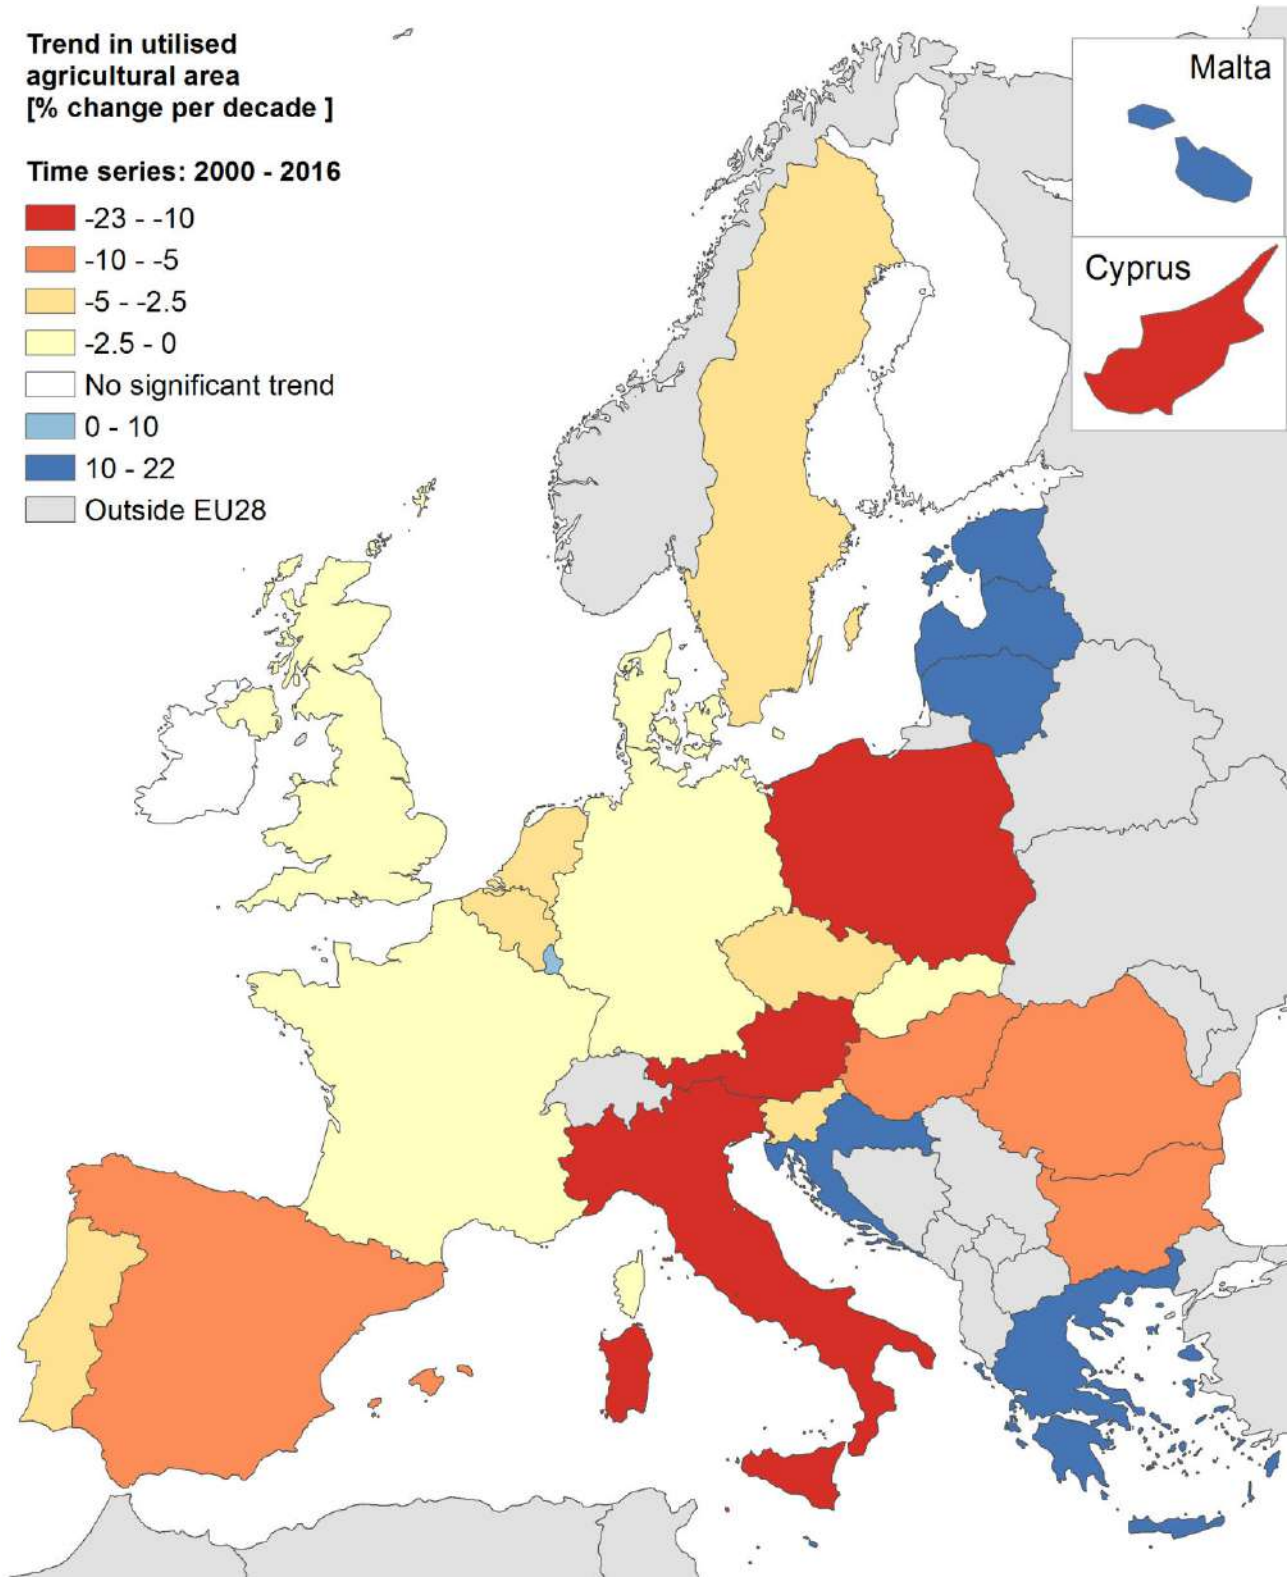 Trend in utilised
agricultural area
[% change per decade ]
Time series: 2000 - 2016
-23 - -10
-10 - -5
-5 - -2.5
-2.5 - 0
No significant trend
0 - 10
10 - 22
Outside EU28
Malta
Cyprus